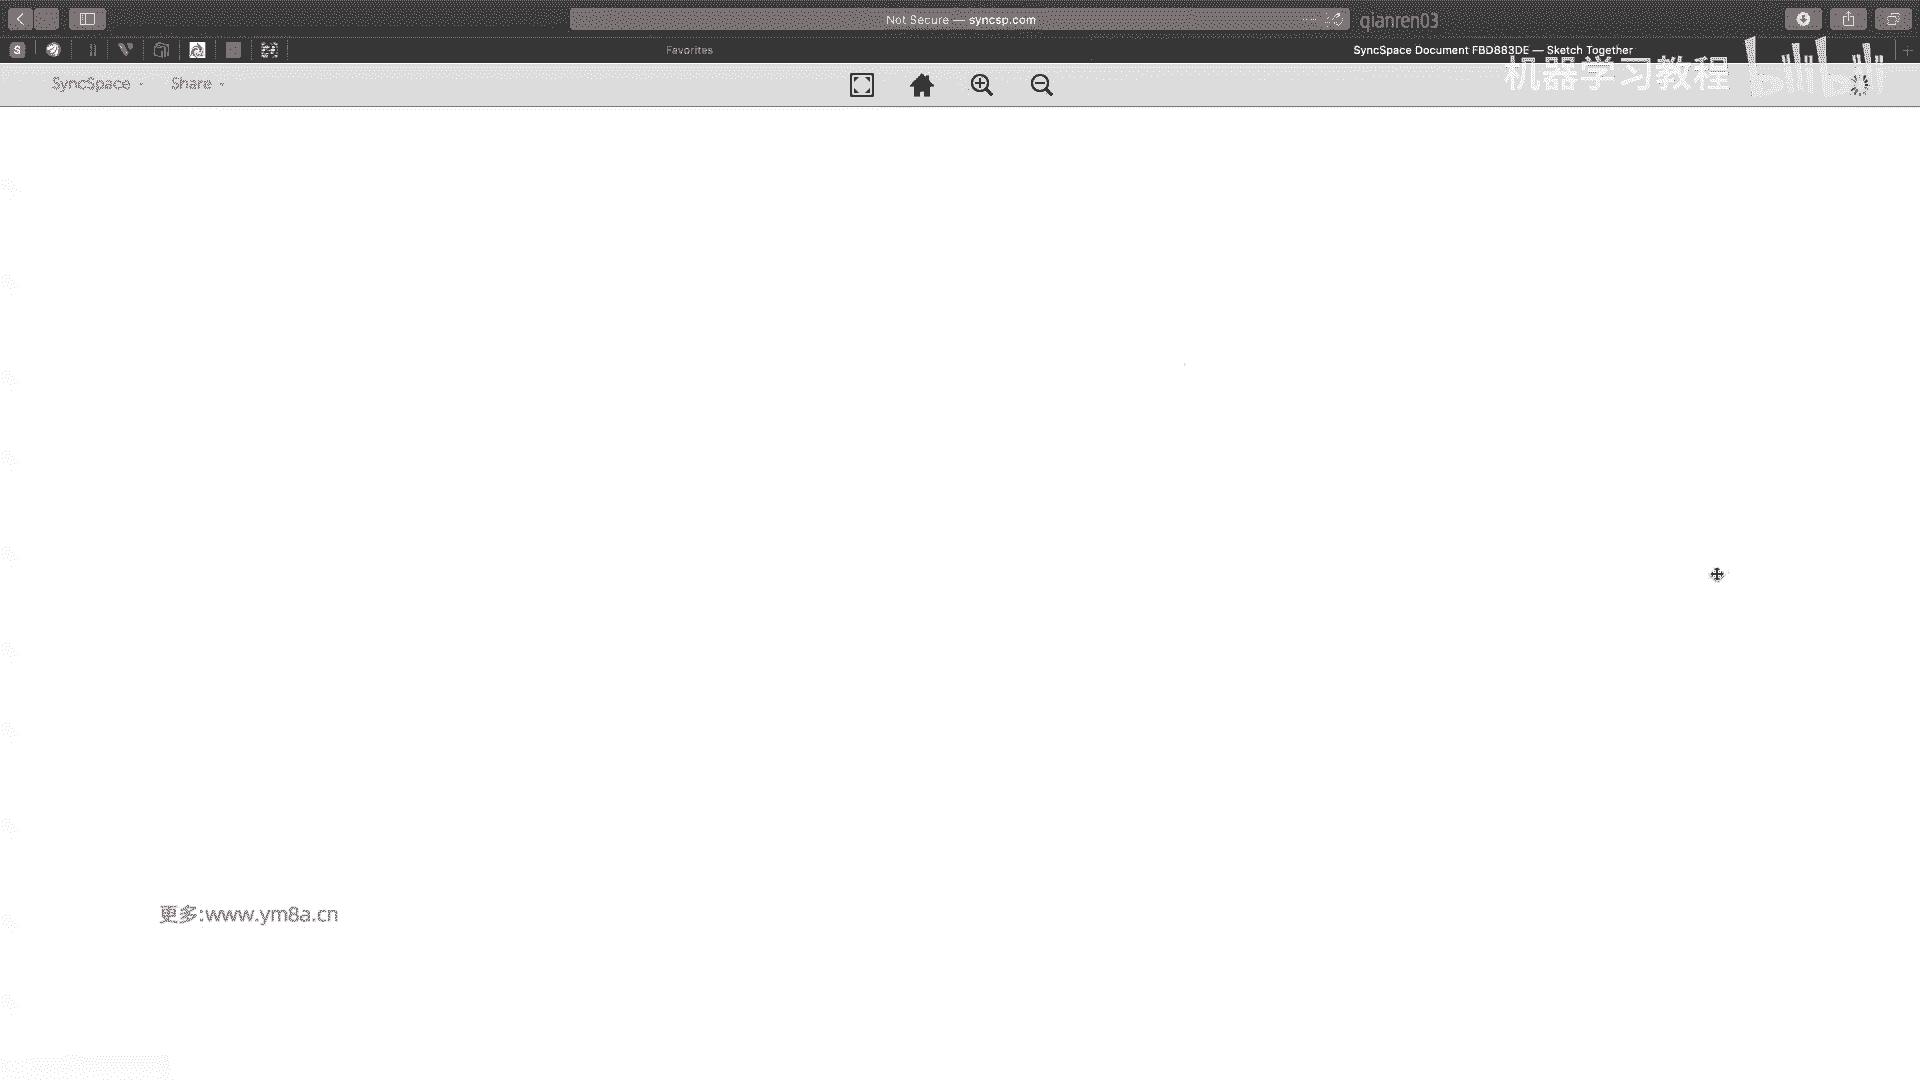 Not Secure — syncsp.com
qianren03
S
Favorites
SyncSpace Document FBD883DE — Sketch Together
SyncSpace
Share
机器学习教程
bilibili
更多:www.ym8a.cn